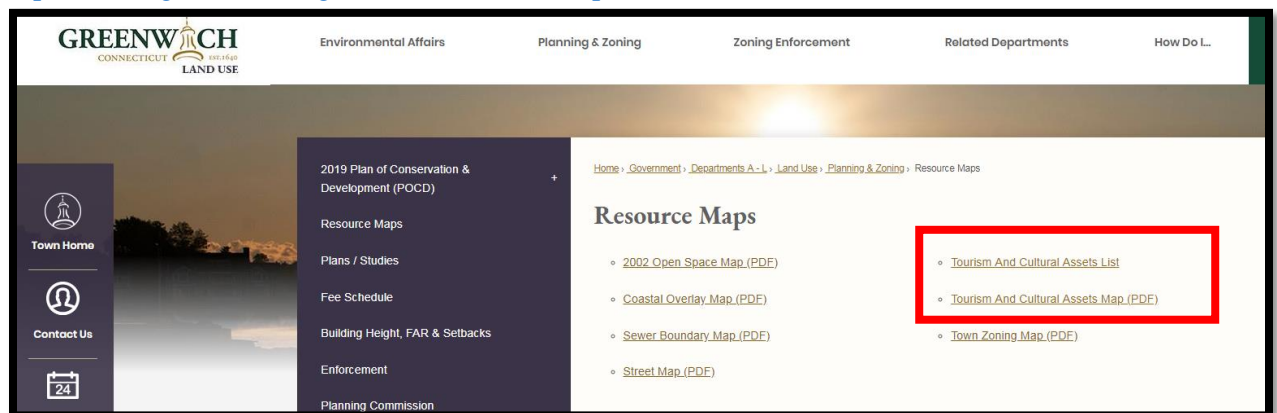 GREENWICH
CONNECTICUT EST. 1640
LAND USE
Environmental Affairs
Planning & Zoning
Zoning Enforcement
Related Departments
How Do I...
Town Home
Contact Us
24
2019 Plan of Conservation & +
Development (POCD)
Resource Maps
Plans / Studies
Fee Schedule
Building Height, FAR & Setbacks
Enforcement
Planning Commission
Home › Government › Departments A - L › Land Use › Planning & Zoning › Resource Maps
Resource Maps
2002 Open Space Map (PDF)
Coastal Overlay Map (PDF)
Sewer Boundary Map (PDF)
Street Map (PDF)
Tourism And Cultural Assets List
Tourism And Cultural Assets Map (PDF)
Town Zoning Map (PDF)